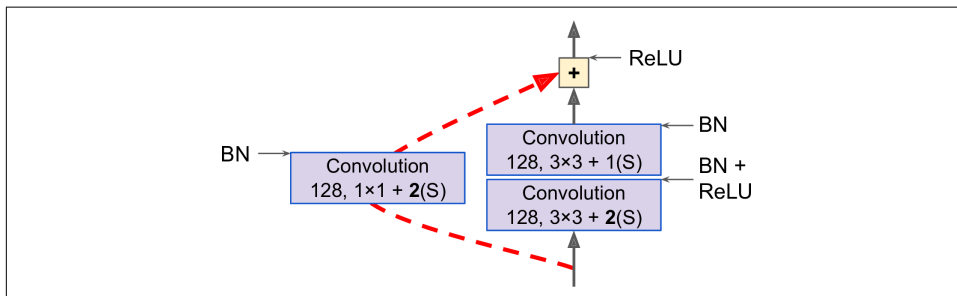 ReLU
+
BN
Convolution
128, 3×3 + 1(S)
BN
Convolution
128, 1×1 + 2(S)
BN +
ReLU
Convolution
128, 3×3 + 2(S)